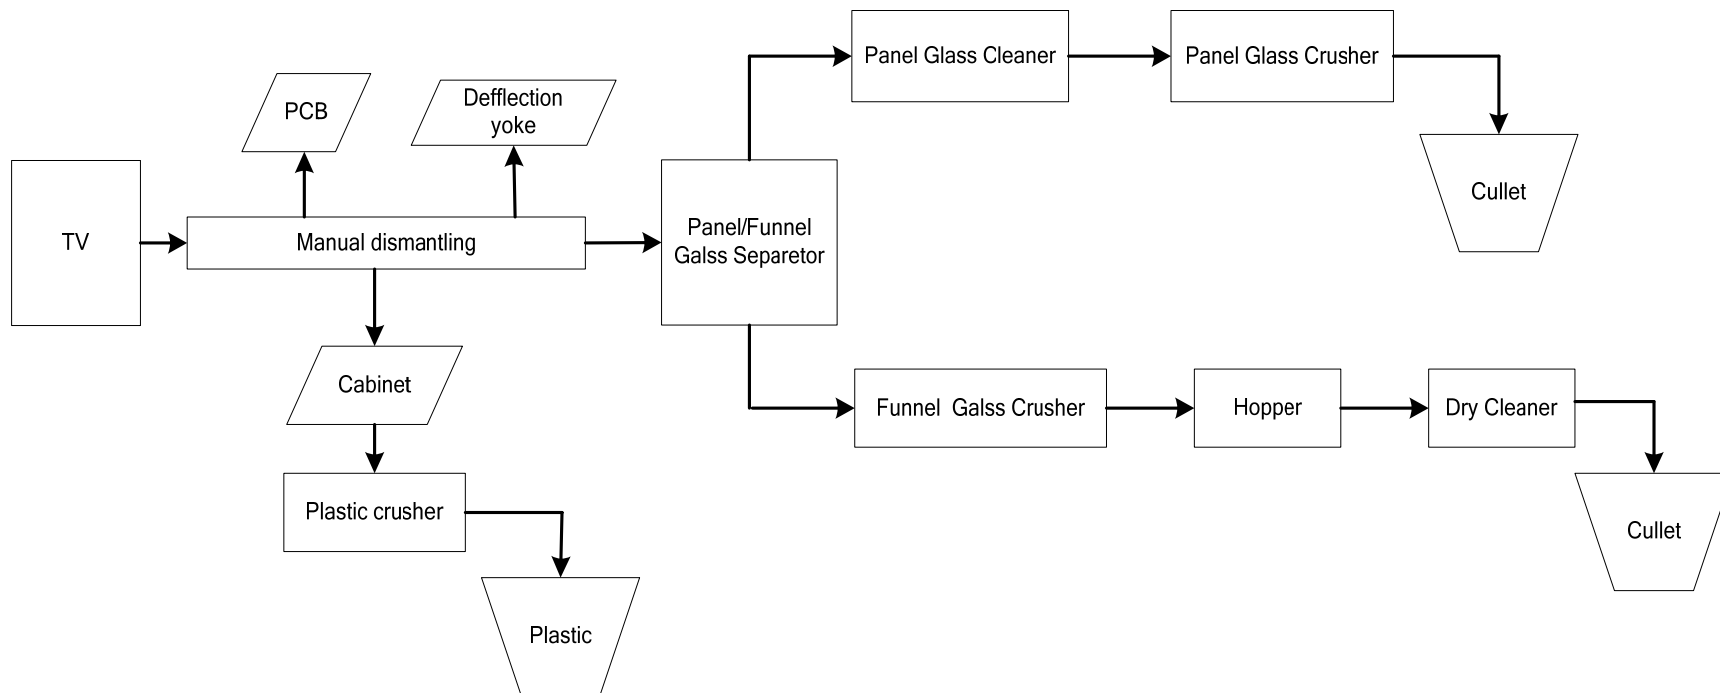 Panel Glass Cleaner
Panel Glass Crusher
PCB
Defflection
yoke
Cullet
TV
Manual dismantling
Panel/Funnel
Galss Separetor
Cabinet
Funnel Galss Crusher
Hopper
Dry Cleaner
Plastic crusher
Cullet
Plastic